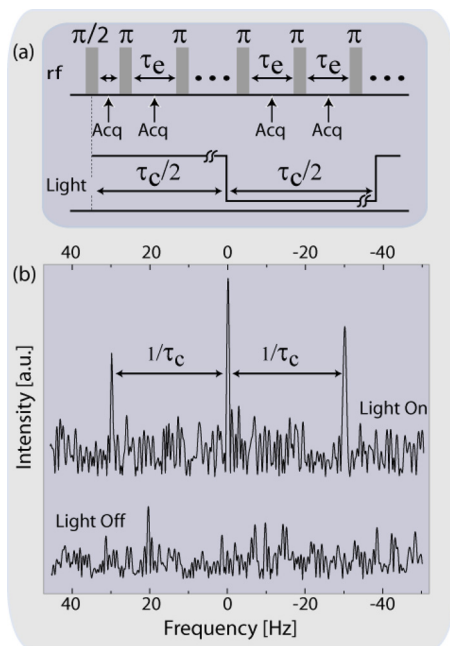 (a)
π/2 π τe π π τe π τe π
rf
Acq Acq Acq Acq
Light τc/2 τc/2
40 20 0 -20 -40
(b)
1/τc 1/τc
Light On
Intensity [a.u.]
Light Off
40 20 0 -20 -40
Frequency [Hz]